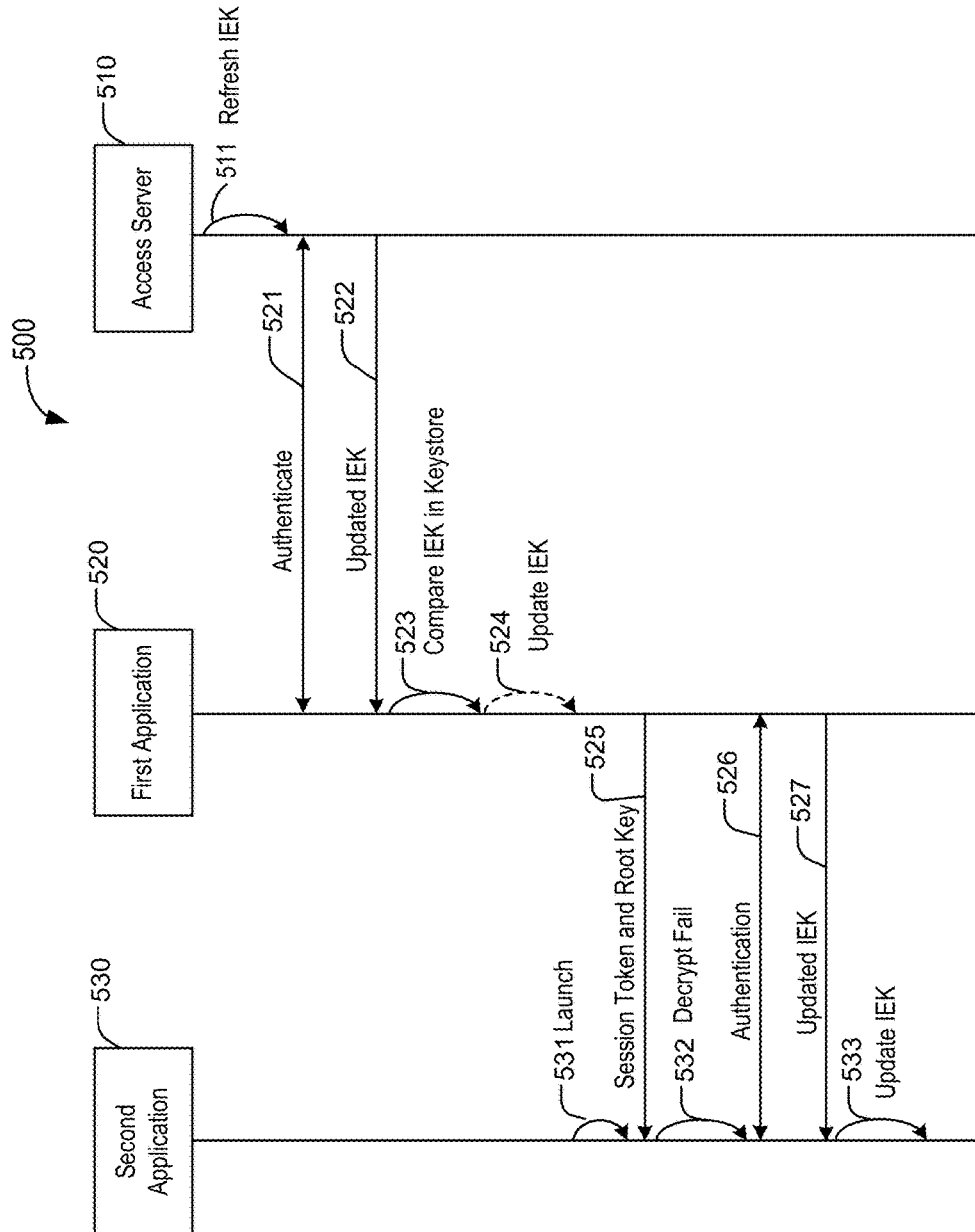 500
530
Second
Application
520
First Application
510
Access Server
511 Refresh IEK
Authenticate
521
Updated IEK
522
523
Compare IEK in Keystore
524
Update IEK
531 Launch
Session Token and Root Key
525
532 Decrypt Fail
Authentication
526
Updated IEK
527
533
Update IEK